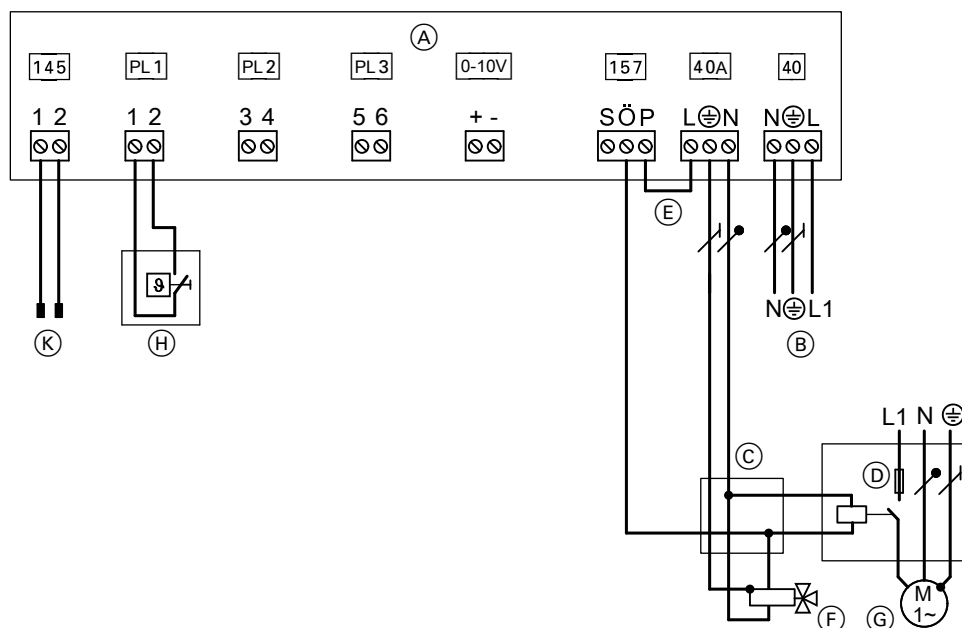 A
145 PL1 PL2 PL3 0-10V 157 40A 40
1 2 1 2 3 4 5 6 + - S Ö P L N N L
E
ϑ
N L1
K H B
L1 N
C
D
M
1~
F G